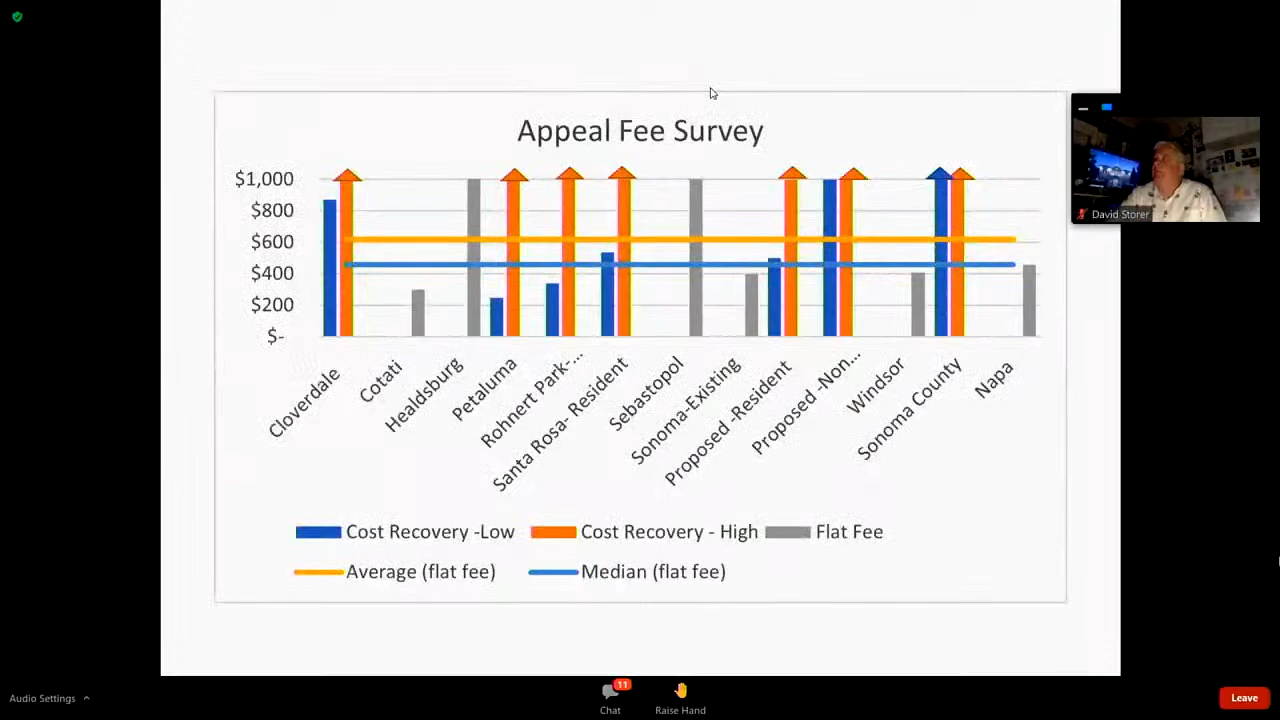 Appeal Fee Survey
$1,000
$800
$600
$400
$200
$-
Cloverdale
Cotati
Healdsburg
Petaluma
Rohnert Park-...
Santa Rosa- Resident
Sebastopol
Sonoma-Existing
Proposed -Resident
Proposed -Non...
Windsor
Sonoma County
Napa
Cost Recovery -Low
Cost Recovery - High
Flat Fee
Average (flat fee)
Median (flat fee)
David Storer
Audio Settings
11
Chat
Raise Hand
Leave